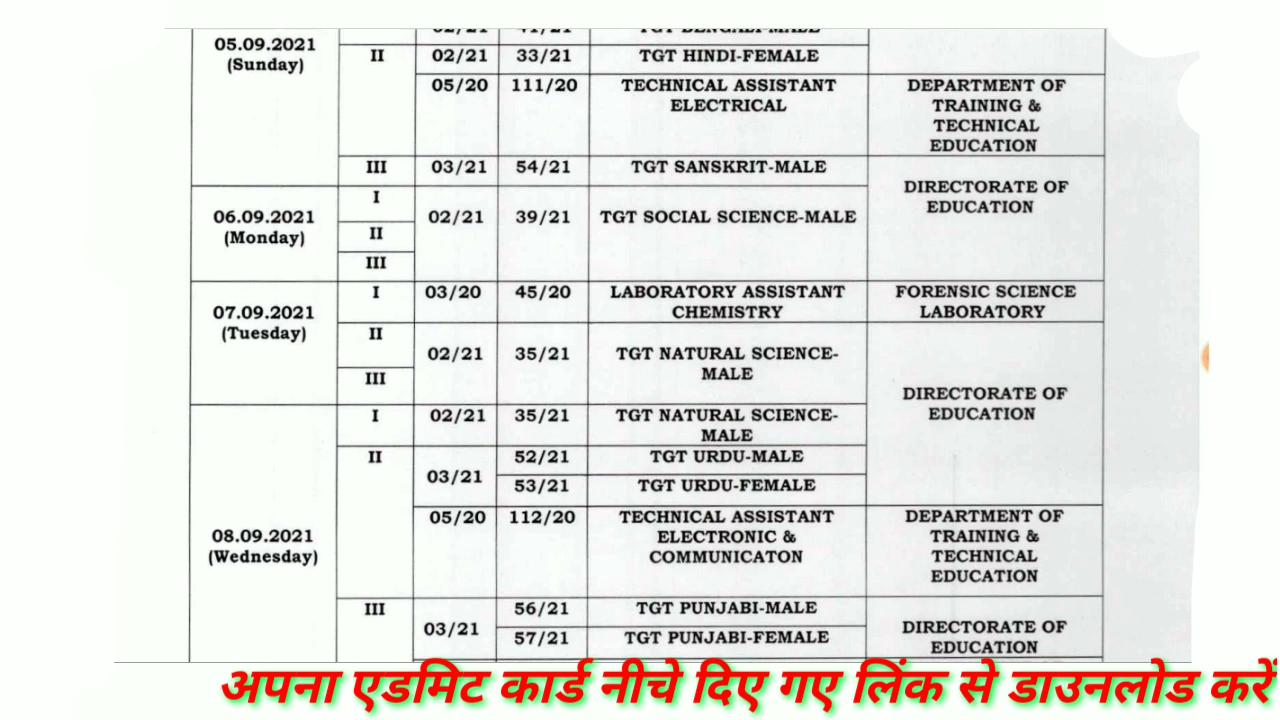 02/21 41/21 TGT BENGALI-MALE
05.09.2021
(Sunday)
II 02/21 33/21 TGT HINDI-FEMALE
05/20 111/20 TECHNICAL ASSISTANT
ELECTRICAL
DEPARTMENT OF
TRAINING &
TECHNICAL
EDUCATION
III 03/21 54/21 TGT SANSKRIT-MALE
DIRECTORATE OF
EDUCATION
06.09.2021
(Monday)
I
II
III
02/21 39/21 TGT SOCIAL SCIENCE-MALE
07.09.2021
(Tuesday)
I 03/20 45/20 LABORATORY ASSISTANT
CHEMISTRY
FORENSIC SCIENCE
LABORATORY
II
III
02/21 35/21 TGT NATURAL SCIENCE-
MALE
DIRECTORATE OF
EDUCATION
08.09.2021
(Wednesday)
I 02/21 35/21 TGT NATURAL SCIENCE-
MALE
II
03/21
52/21 TGT URDU-MALE
53/21 TGT URDU-FEMALE
05/20 112/20 TECHNICAL ASSISTANT
ELECTRONIC &
COMMUNICATON
DEPARTMENT OF
TRAINING &
TECHNICAL
EDUCATION
III
03/21
56/21 TGT PUNJABI-MALE
57/21 TGT PUNJABI-FEMALE
DIRECTORATE OF
EDUCATION
अपना एडमिट कार्ड नीचे दिए गए लिंक से डाउनलोड करें